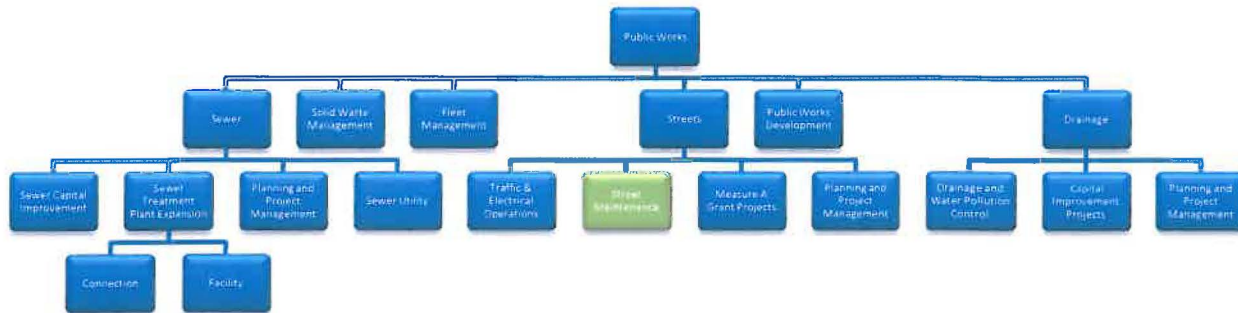 Public Works
Sewer
Solid Waste
Management
Fleet
Management
Streets
Public Works
Development
Drainage
Sewer Capital
Improvement
Sewer
Treatment
Plant Expansion
Planning and
Project
Management
Sewer Utility
Traffic &
Electrical
Operations
Street
Maintenance
Measure A
Grant Projects
Planning and
Project
Management
Drainage and
Water Pollution
Control
Capital
Improvement
Projects
Planning and
Project
Management
Connection
Facility